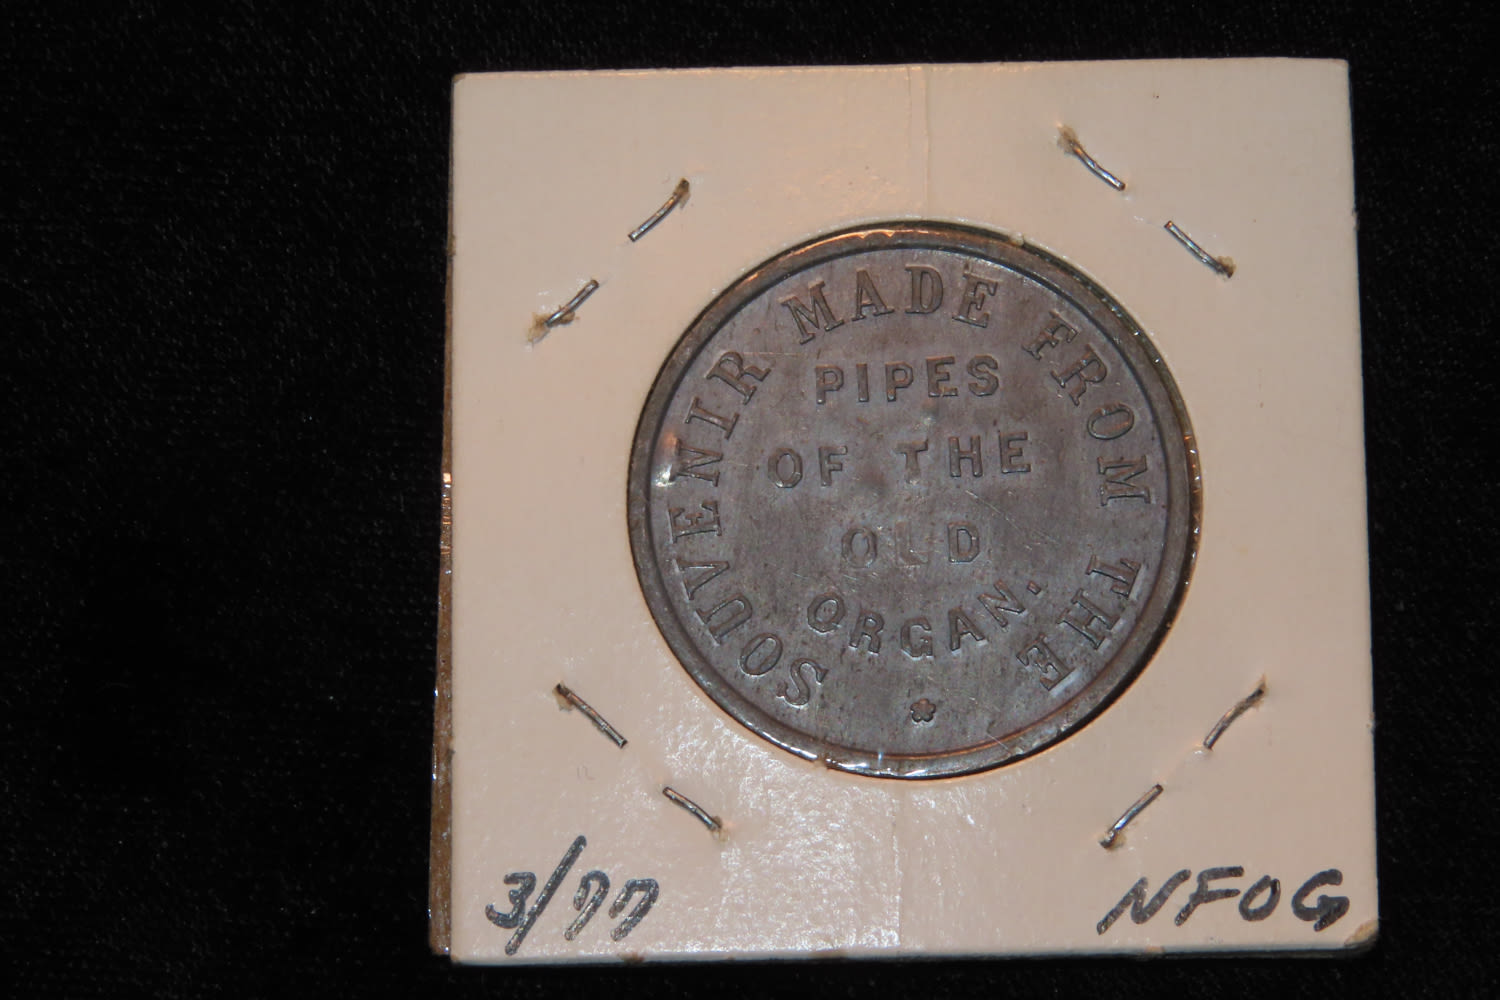 SOUVENIR MADE FROM THE
PIPES
OF THE
OLD
ORGAN.
3/77
NFOG